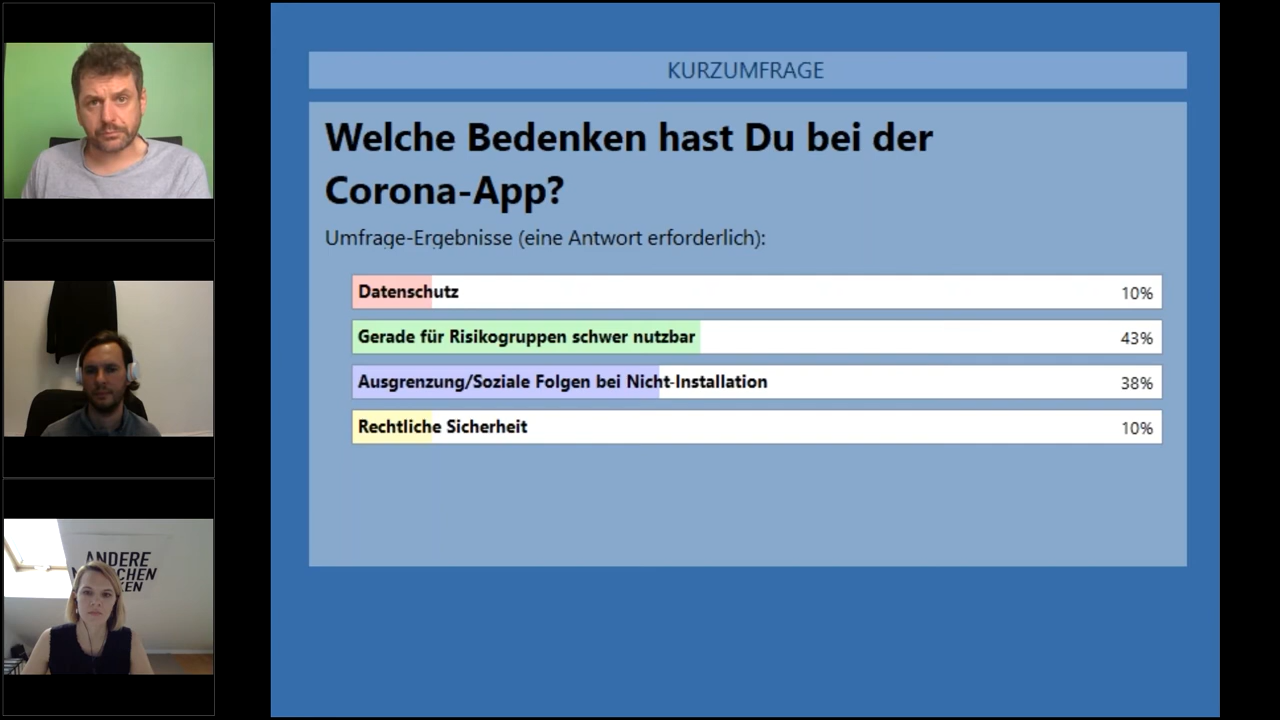 KURZUMFRAGE
Welche Bedenken hast Du bei der
Corona-App?
Umfrage-Ergebnisse (eine Antwort erforderlich):
Datenschutz 10%
Gerade für Risikogruppen schwer nutzbar 43%
Ausgrenzung/Soziale Folgen bei Nicht-Installation 38%
Rechtliche Sicherheit 10%
ANDERE